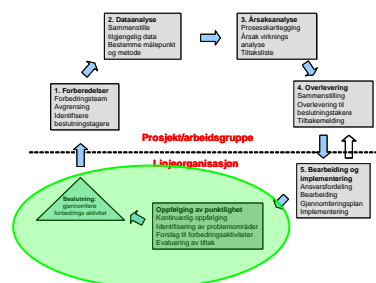 2. Dataanalyse
Sammenstille
tilgjengelig data
Bestemme målepunkt
og metode
3. Årsaksanalyse
Prosesskartlegging
Årsak virknings
analyse
Tiltaksliste
1. Forberedelser
Forbedringsteam
Avgrensing
Identifisere
beslutningstagere
4. Overlevering
Sammenstilling
Overlevering til
beslutningstakere
Tilbakemelding
Prosjekt/arbeidsgruppe
Linjeorganisasjon
5. Bearbeiding og
implementering
Ansvarsfordeling
Bearbeiding
Gjennomføringsplan
Implementering
Beslutning:
gjennomføre
forbedrings aktivitet
Oppfølging av punktlighet
Kontinuerlig oppfølging
Identifisering av problemområder
Forslag til forbedringsaktiviteter
Evaluering av tiltak